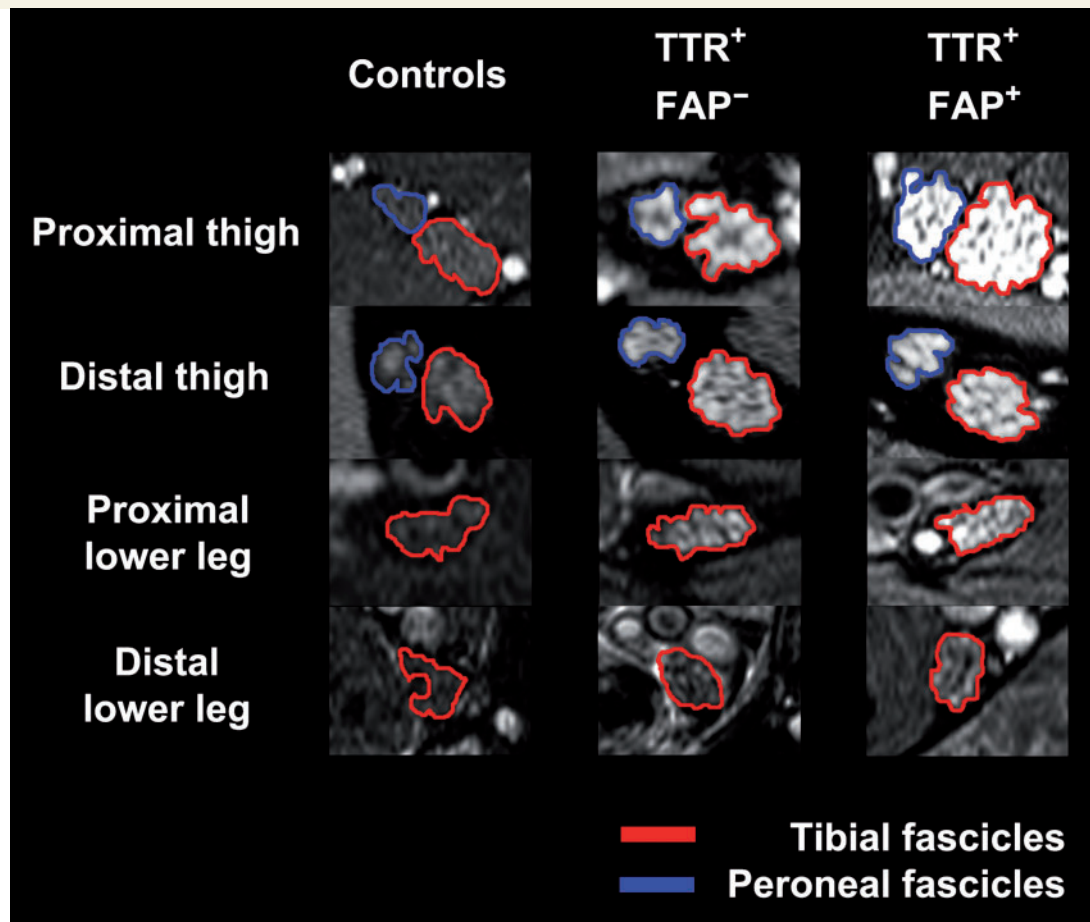 Controls
TTR⁺
FAP⁻
TTR⁺
FAP⁺
Proximal thigh
Distal thigh
Proximal
lower leg
Distal
lower leg
Tibial fascicles
Peroneal fascicles